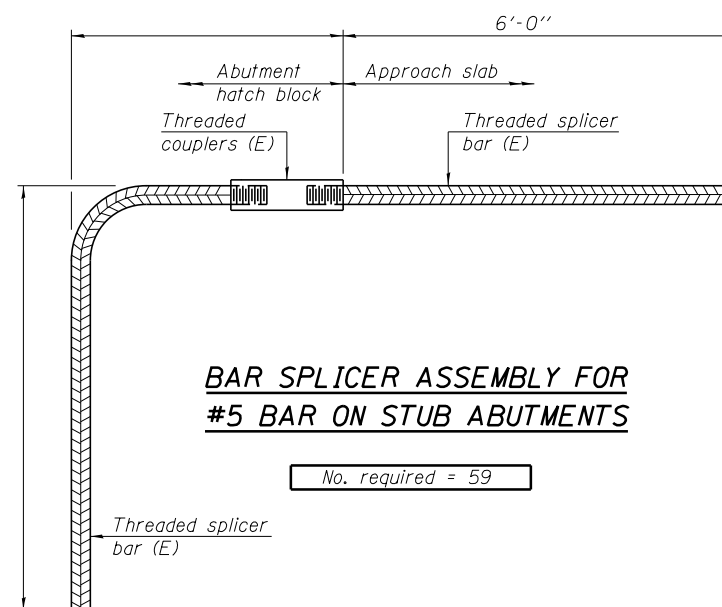 6'-0''
Abutment
hatch block
Approach slab
Threaded
couplers (E)
Threaded splicer
bar (E)
BAR SPLICER ASSEMBLY FOR
#5 BAR ON STUB ABUTMENTS
No. required = 59
Threaded splicer
bar (E)